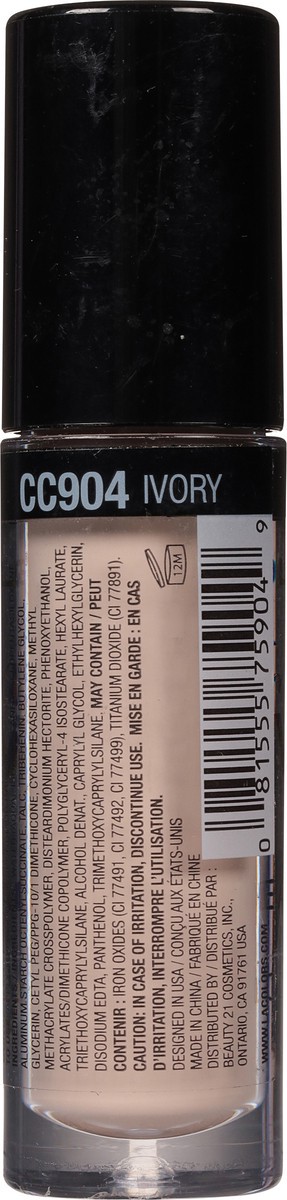 CC904 IVORY
ALUMINUM STARCH OCTENYLSUCCINATE, TALC, TRIBEHENIN, BUTYLENE GLYCOL,
GLYCERIN, CETYL PEG/PPG-10/1 DIMETHICONE, CYCLOHEXASILOXANE, METHYL
METHACRYLATE CROSSPOLYMER, DISTEARDIMONIUM HECTORITE, PHENOXYETHANOL,
ACRYLATES/DIMETHICONE COPOLYMER, POLYGLYCERYL-4 ISOSTEARATE, HEXYL LAURATE,
TRIETHOXYCAPRYLYLSILANE, ALCOHOL DENAT, CAPRYLYL GLYCOL, ETHYLHEXYLGLYCERIN,
DISODIUM EDTA, PANTHENOL, TRIMETHOXYCAPRYLYLSILANE. MAY CONTAIN / PEUT
CONTENIR : IRON OXIDES (CI 77491, CI 77492, CI 77499), TITANIUM DIOXIDE (CI 77891).
CAUTION: IN CASE OF IRRITATION, DISCONTINUE USE. MISE EN GARDE : EN CAS
D'IRRITATION, INTERROMPRE L'UTILISATION.
DESIGNED IN USA / CONÇU AUX ÉTATS-UNIS
MADE IN CHINA / FABRIQUÉ EN CHINE
DISTRIBUTED BY / DISTRIBUÉ PAR :
BEAUTY 21 COSMETICS, INC.,
ONTARIO, CA 91761 USA
WWW.LACOLORS.COM
12M
0 81555 75904 9